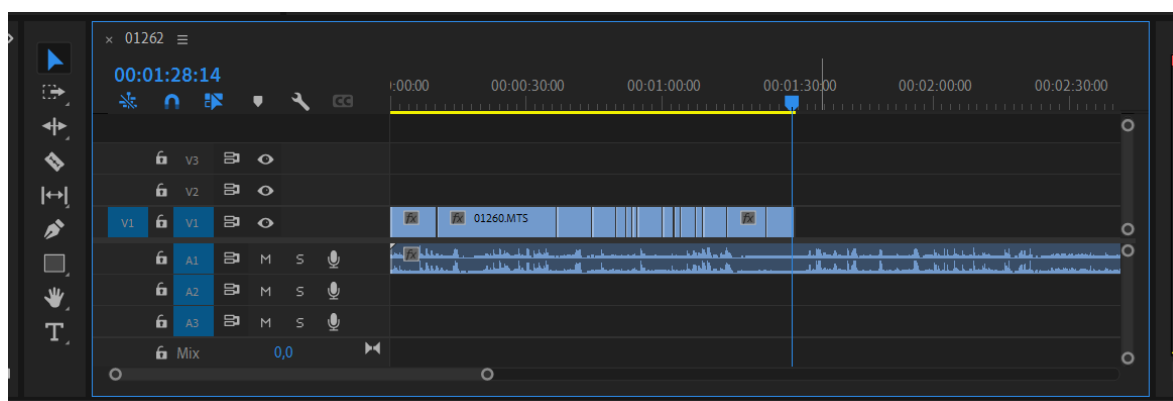 × 01262 ≡
00:01:28:14
:00:00 00:00:30:00 00:01:00:00 00:01:30:00 00:02:00:00 00:02:30:00
CC
V3
V2
V1 V1 fx fx 01260.MTS fx
A1 M S fx
A2 M S
A3 M S
Mix 0,0
T